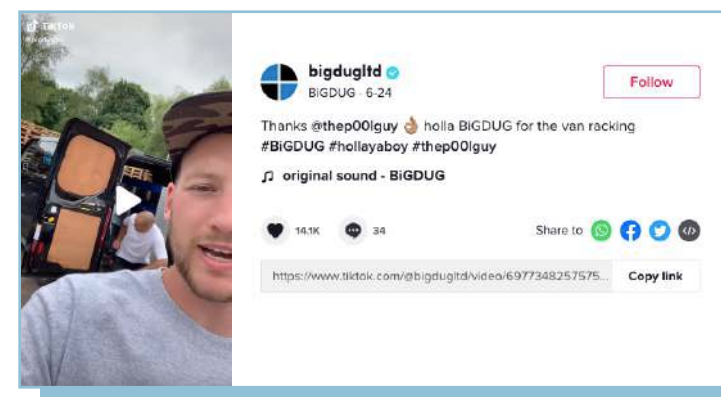 TikTok
bigdugltd
BiGDUG · 6-24
Follow
Thanks @thep00lguy 👌🏼 holla BiGDUG for the van racking
#BiGDUG #hollayaboy #thep00lguy
♫ original sound - BiGDUG
14.1K
34
Share to
https://www.tiktok.com/@bigdugltd/video/6977348257575...
Copy link